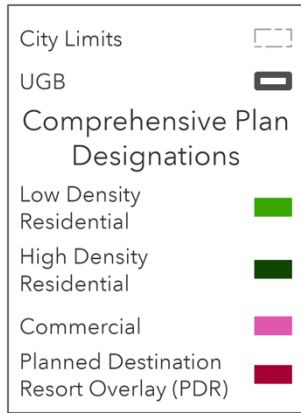 City Limits
UGB
Comprehensive Plan
Designations
Low Density
Residential
High Density
Residential
Commercial
Planned Destination
Resort Overlay (PDR)